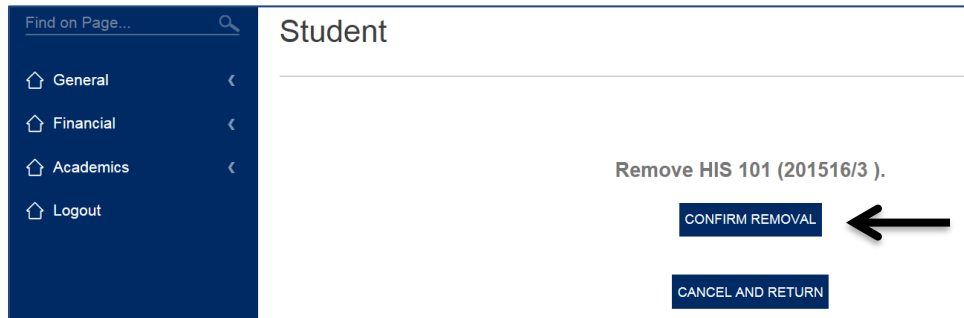 Find on Page...
General
Financial
Academics
Logout
Student
Remove HIS 101 (201516/3 ).
CONFIRM REMOVAL
CANCEL AND RETURN